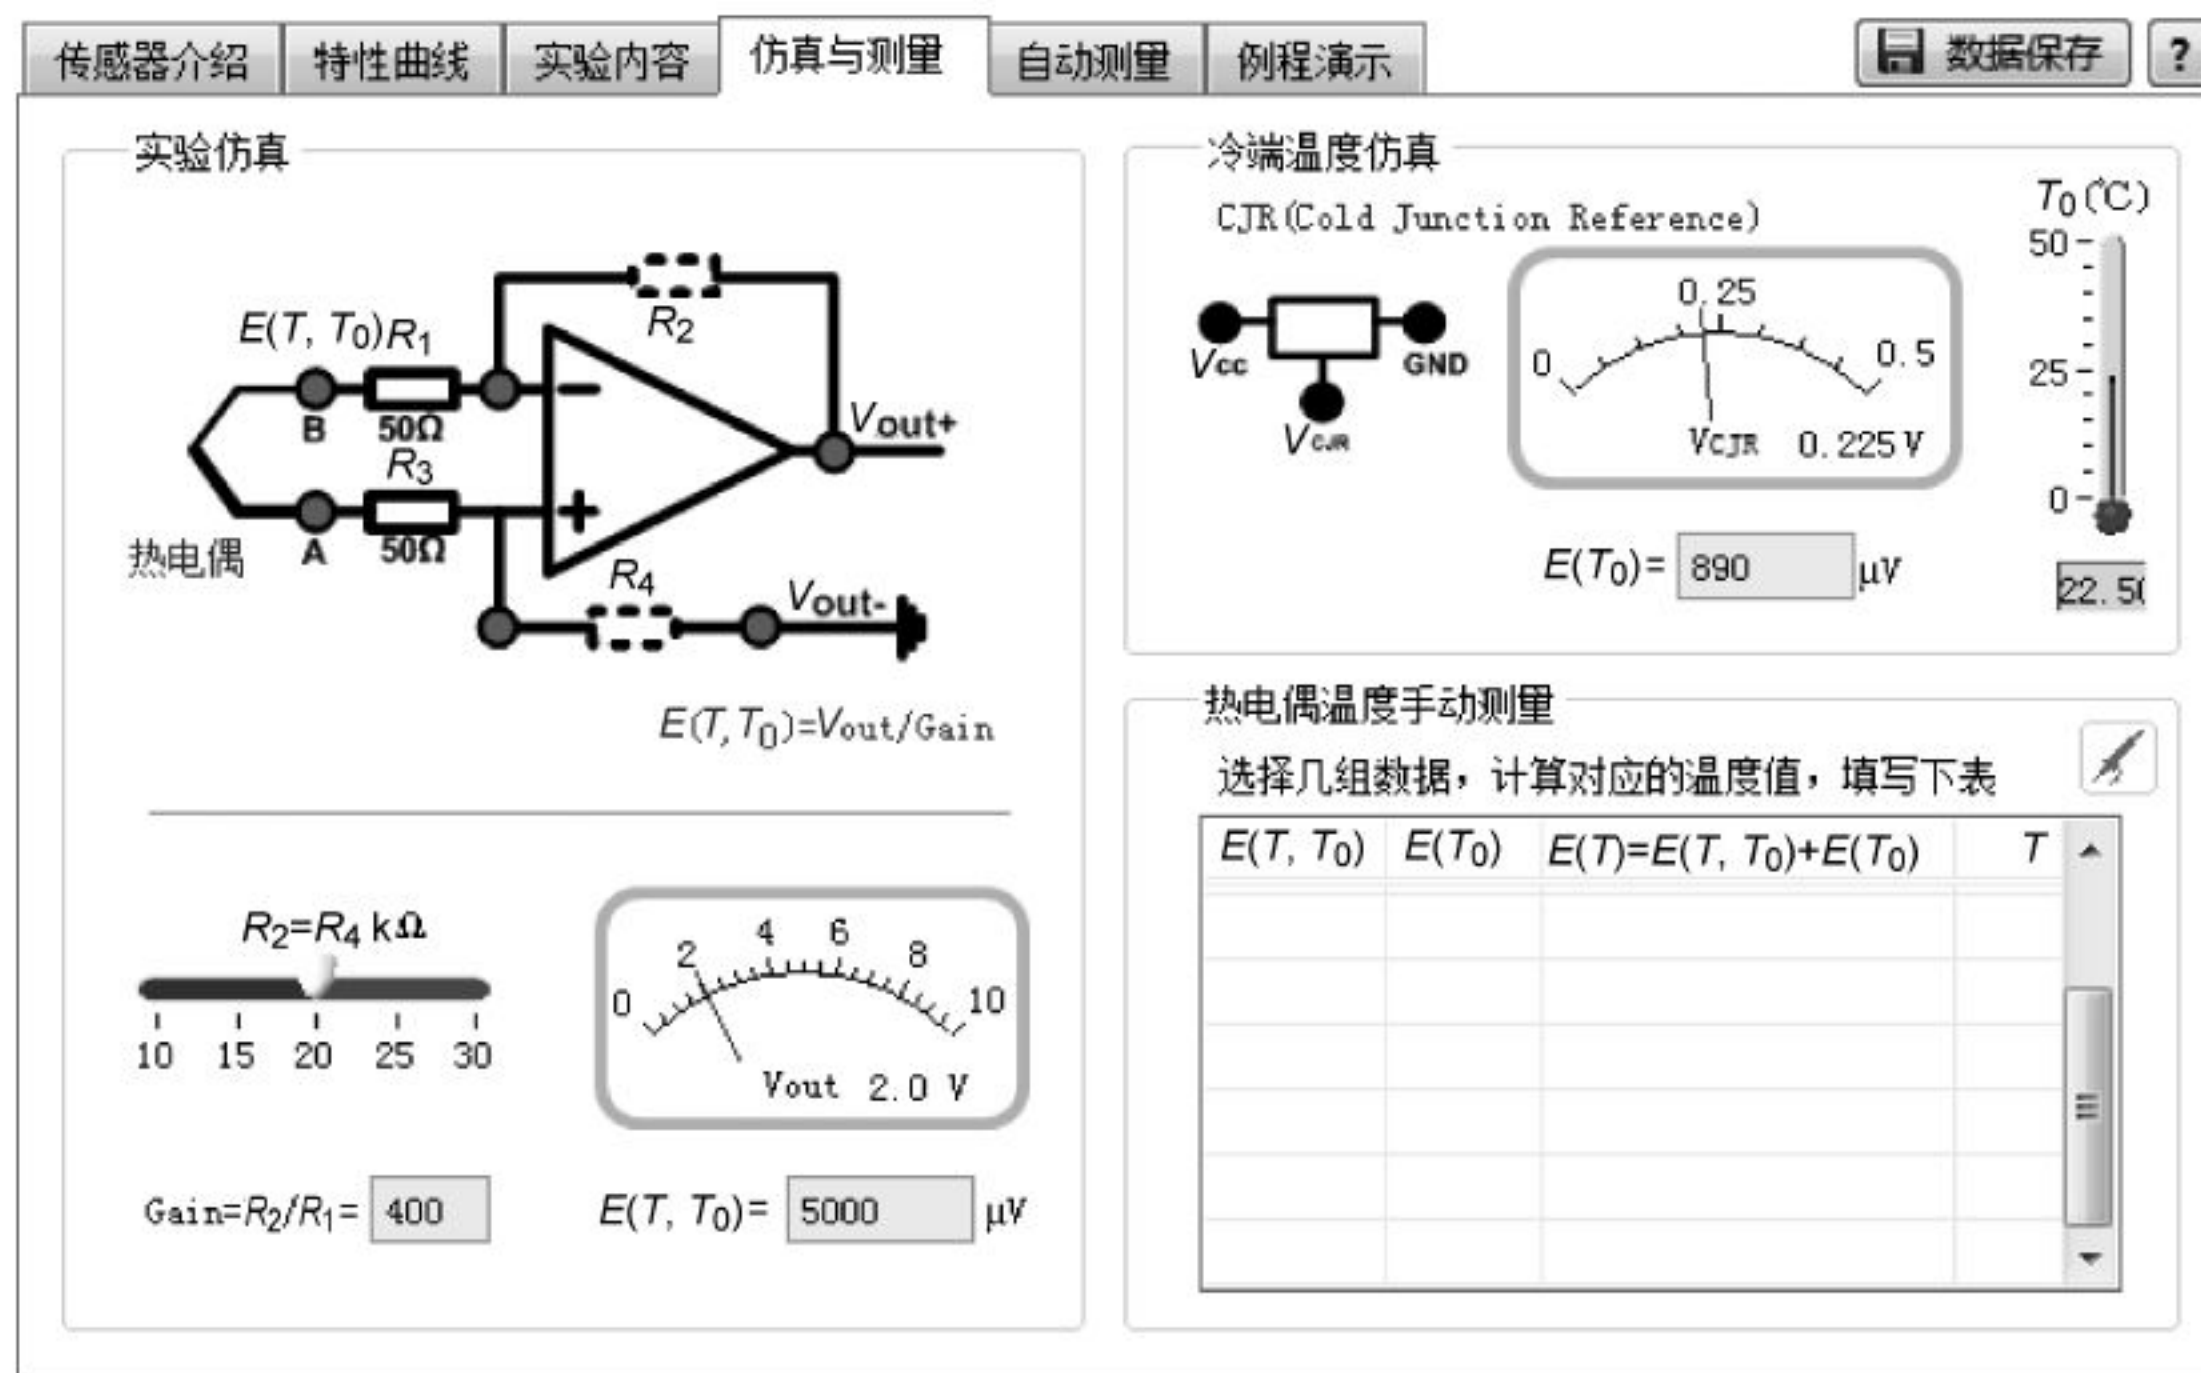 传感器介绍 特性曲线 实验内容 仿真与测量 自动测量 例程演示 数据保存 ?
实验仿真
E(T, T0) R1
R2
B
50Ω
Vout+
R3
热电偶
A
50Ω
R4
Vout-
E(T,T0)=Vout/Gain
R2=R4 kΩ
10 15 20 25 30
0 2 4 6 8 10
Vout 2.0 V
Gain=R2/R1= 400
E(T, T0)= 5000 μV
冷端温度仿真
CJR(Cold Junction Reference)
Vcc
GND
VCJR
0 0.25 0.5
VCJR 0.225 V
T0(℃)
50
25
0
22.5(
E(T0)= 890 μV
热电偶温度手动测量
选择几组数据，计算对应的温度值，填写下表
E(T, T0) E(T0) E(T)=E(T, T0)+E(T0) T